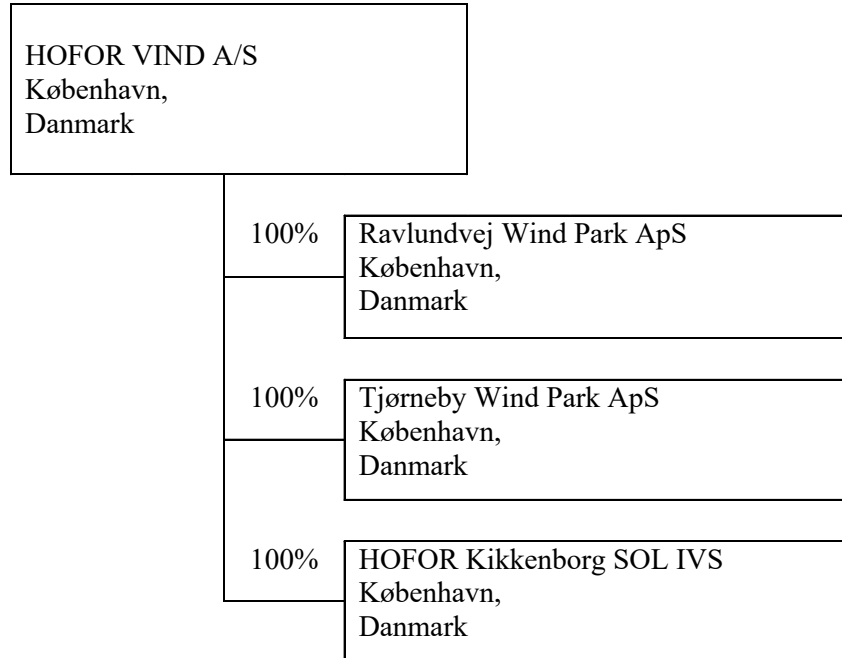 HOFOR VIND A/S
København,
Danmark
100%
Ravlundvej Wind Park ApS
København,
Danmark
100%
Tjørneby Wind Park ApS
København,
Danmark
100%
HOFOR Kikkenborg SOL IVS
København,
Danmark